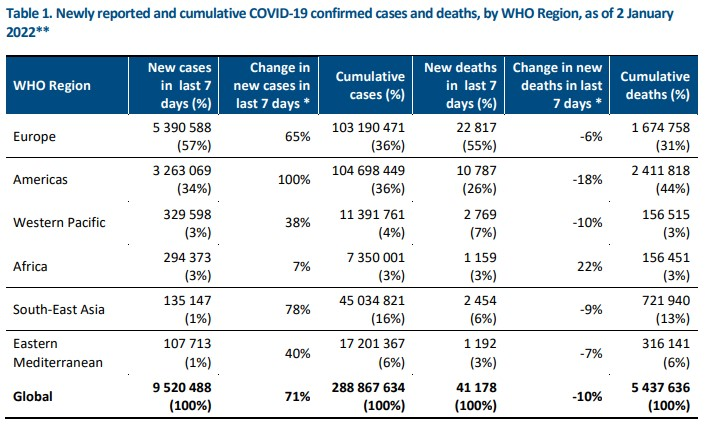 Table 1. Newly reported and cumulative COVID-19 confirmed cases and deaths, by WHO Region, as of 2 January
2022**
WHO Region
New cases
in last 7
days (%)
Change in
new cases in
last 7 days *
Cumulative
cases (%)
New deaths
in last 7
days (%)
Change in new
deaths in last
7 days *
Cumulative
deaths (%)
Europe
5 390 588
(57%)
65%
103 190 471
(36%)
22 817
(55%)
-6%
1 674 758
(31%)
Americas
3 263 069
(34%)
100%
104 698 449
(36%)
10 787
(26%)
-18%
2 411 818
(44%)
Western Pacific
329 598
(3%)
38%
11 391 761
(4%)
2 769
(7%)
-10%
156 515
(3%)
Africa
294 373
(3%)
7%
7 350 001
(3%)
1 159
(3%)
22%
156 451
(3%)
South-East Asia
135 147
(1%)
78%
45 034 821
(16%)
2 454
(6%)
-9%
721 940
(13%)
Eastern
Mediterranean
107 713
(1%)
40%
17 201 367
(6%)
1 192
(3%)
-7%
316 141
(6%)
Global
9 520 488
(100%)
71%
288 867 634
(100%)
41 178
(100%)
-10%
5 437 636
(100%)